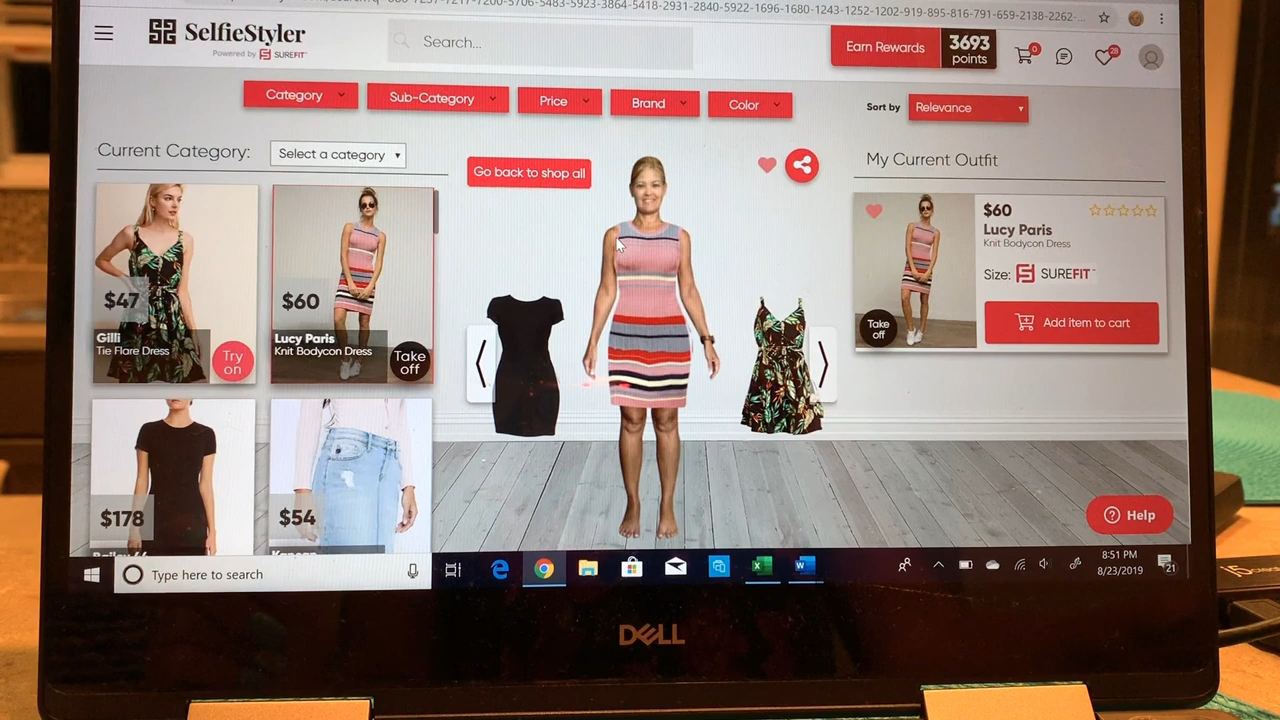 SelfieStyler
Powered by SUREFIT
Search...
Earn Rewards
3693
points
0
28
Category
Sub-Category
Price
Brand
Color
Sort by
Relevance
Current Category:
Select a category
Go back to shop all
My Current Outfit
$47
Gilli
Tie Flare Dress
Try
on
$60
Lucy Paris
Knit Bodycon Dress
Take
off
$178
$54
Take
off
$60
Lucy Paris
Knit Bodycon Dress
Size: SUREFIT
Add item to cart
Help
Type here to search
8:51 PM
8/23/2019
21
DELL